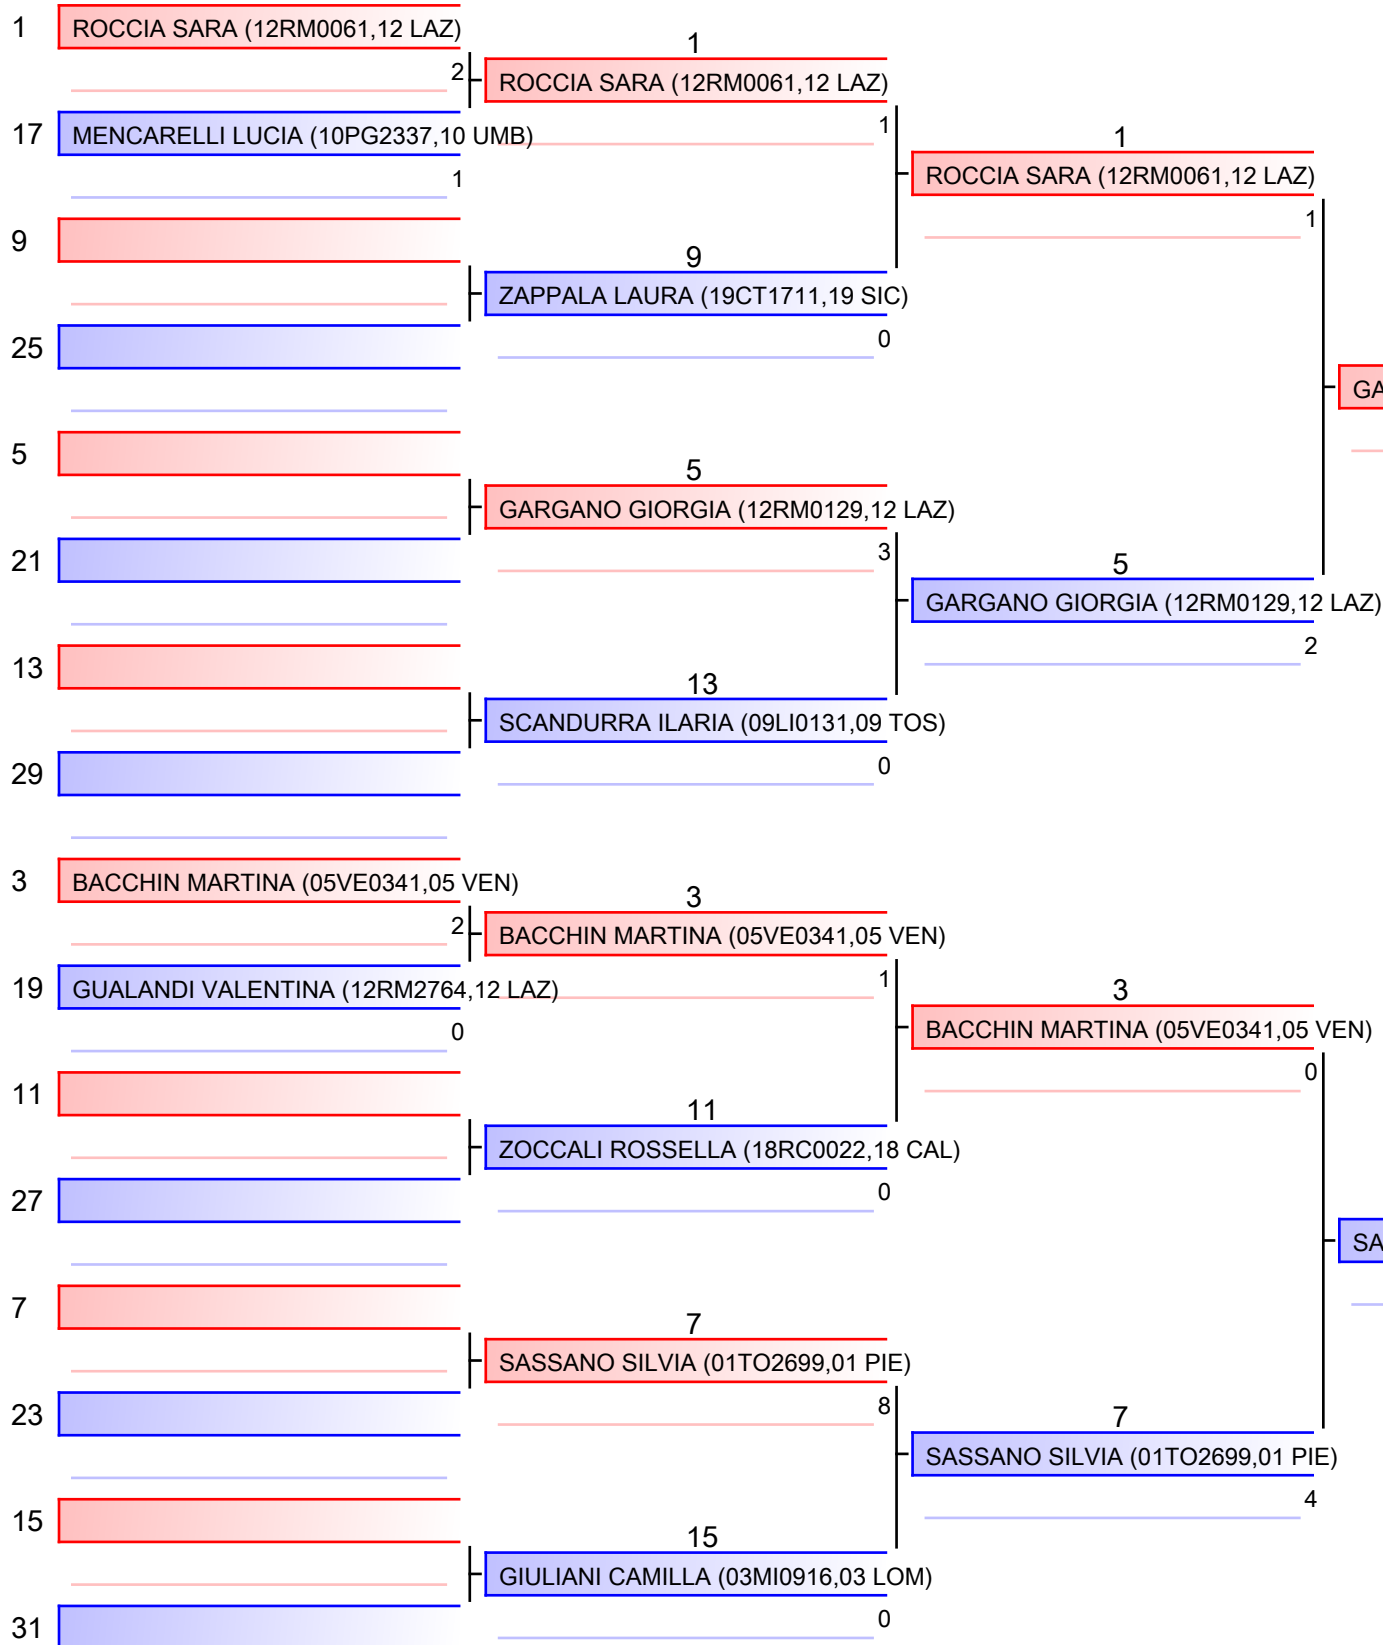 1 ROCCIA SARA (12RM0061,12 LAZ)
2
17 MENCARELLI LUCIA (10PG2337,10 UMB)
1
9
25
5
21
13
29
3 BACCHIN MARTINA (05VE0341,05 VEN)
2
19 GUALANDI VALENTINA (12RM2764,12 LAZ)
0
11
27
7
23
15
31
1
ROCCIA SARA (12RM0061,12 LAZ)
1
9
ZAPPALA LAURA (19CT1711,19 SIC)
0
5
GARGANO GIORGIA (12RM0129,12 LAZ)
3
13
SCANDURRA ILARIA (09LI0131,09 TOS)
0
3
BACCHIN MARTINA (05VE0341,05 VEN)
1
11
ZOCCALI ROSSELLA (18RC0022,18 CAL)
0
7
SASSANO SILVIA (01TO2699,01 PIE)
8
15
GIULIANI CAMILLA (03MI0916,03 LOM)
0
1
ROCCIA SARA (12RM0061,12 LAZ)
1
5
GARGANO GIORGIA (12RM0129,12 LAZ)
2
3
BACCHIN MARTINA (05VE0341,05 VEN)
0
7
SASSANO SILVIA (01TO2699,01 PIE)
4
GA
SA